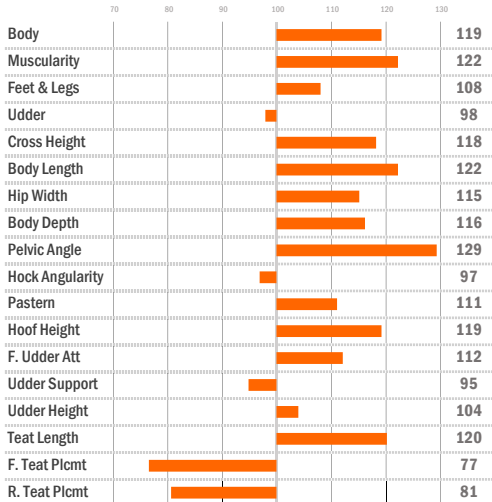 70 80 90 100 110 120 130
Body 119
Muscularity 122
Feet & Legs 108
Udder 98
Cross Height 118
Body Length 122
Hip Width 115
Body Depth 116
Pelvic Angle 129
Hock Angularity 97
Pastern 111
Hoof Height 119
F. Udder Att 112
Udder Support 95
Udder Height 104
Teat Length 120
F. Teat Plcmt 77
R. Teat Plcmt 81